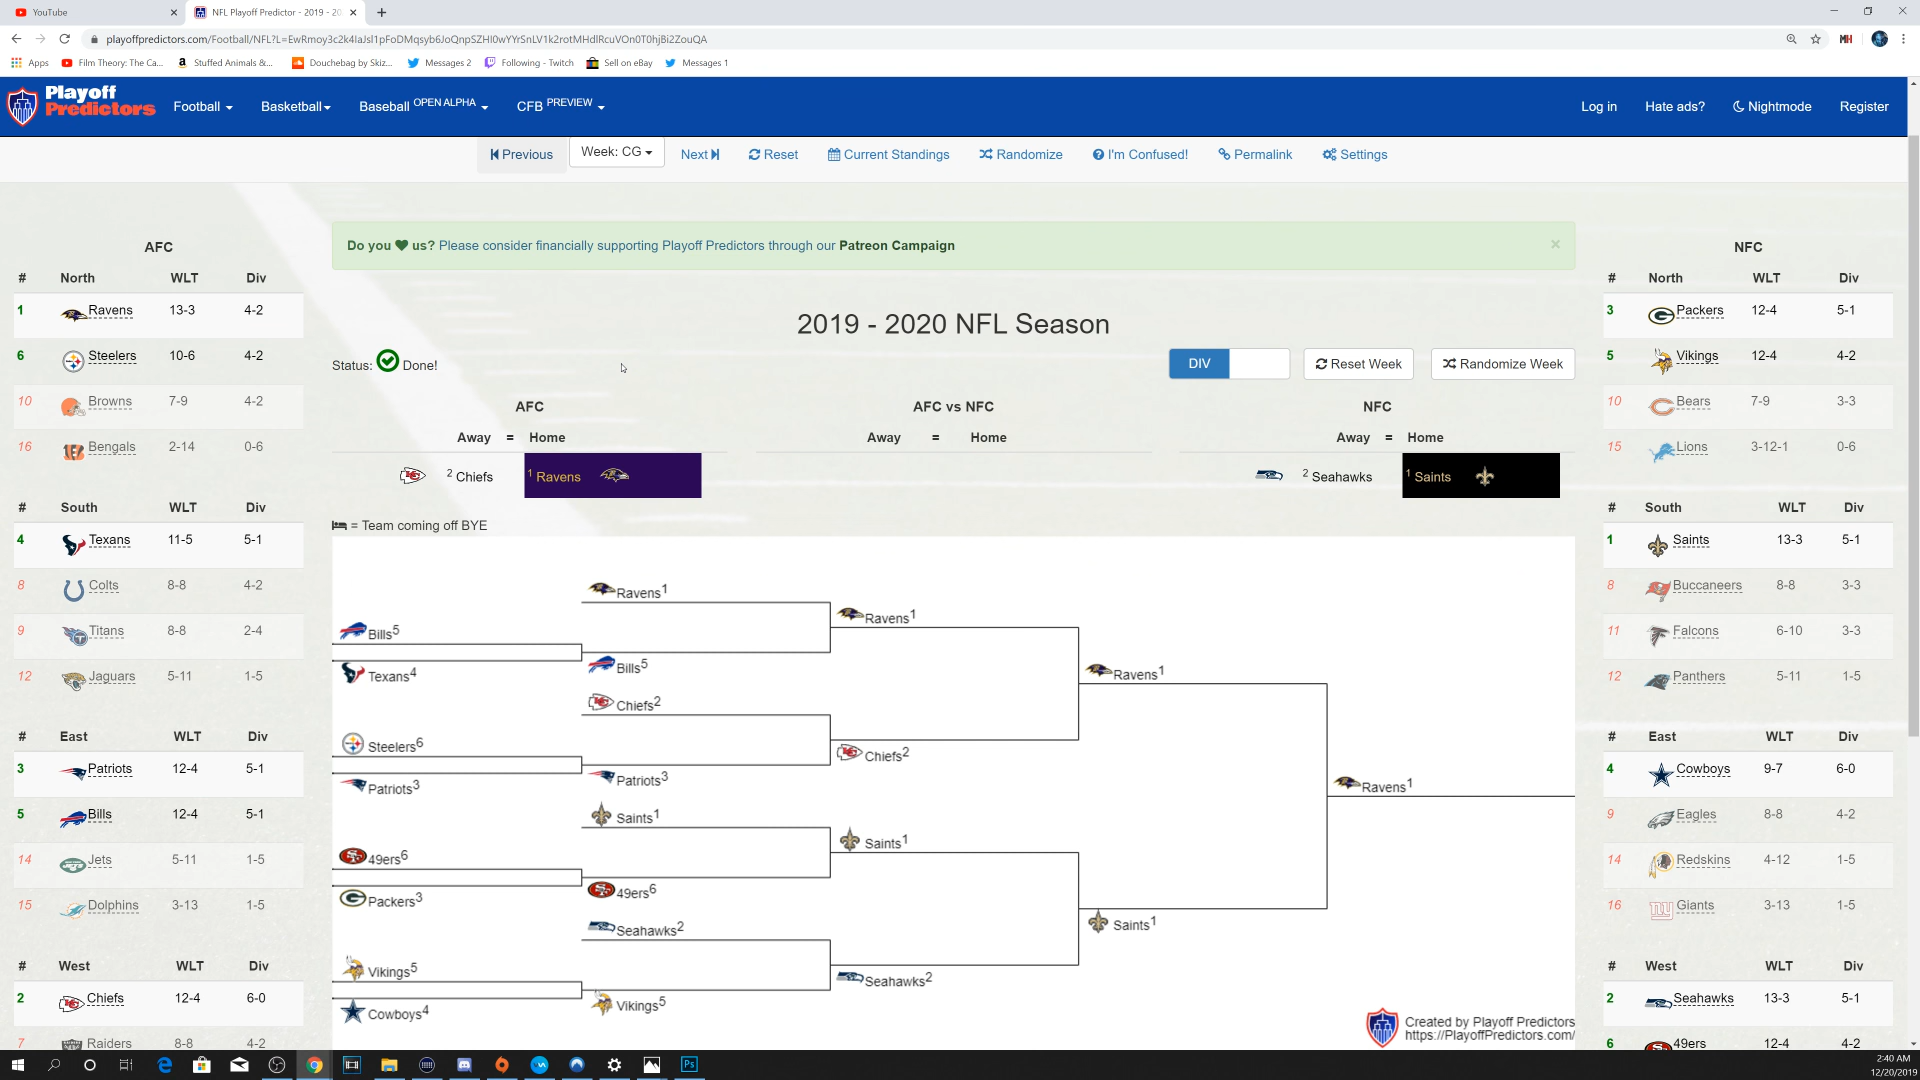 YouTube
NFL Playoff Predictor - 2019 - 20
playoffpredictors.com/Football/NFL?L=EwRmoy3c2k4IaJsl1pFoDMqsyb6JoQnpSZHI0wYYrSnLV1k2rotMHdlRcuVOn0T0hjBi2ZouQA
Apps
Film Theory: The Ca...
Stuffed Animals &...
Douchebag by Skiz...
Messages 2
Following - Twitch
Sell on eBay
Messages 1
Playoff Predictors
Football
Basketball
Baseball OPEN ALPHA
CFB PREVIEW
Log in
Hate ads?
Nightmode
Register
Previous
Week: CG
Next
Reset
Current Standings
Randomize
I'm Confused!
Permalink
Settings
AFC
# North WLT Div
1 Ravens 13-3 4-2
6 Steelers 10-6 4-2
10 Browns 7-9 4-2
16 Bengals 2-14 0-6
# South WLT Div
4 Texans 11-5 5-1
8 Colts 8-8 4-2
9 Titans 8-8 2-4
12 Jaguars 5-11 1-5
# East WLT Div
3 Patriots 12-4 5-1
5 Bills 12-4 5-1
14 Jets 5-11 1-5
15 Dolphins 3-13 1-5
# West WLT Div
2 Chiefs 12-4 6-0
7 Raiders 8-8 4-2
Do you ♥ us? Please consider financially supporting Playoff Predictors through our Patreon Campaign ×
2019 - 2020 NFL Season
Status: Done!
DIV
Reset Week
Randomize Week
AFC
Away = Home
2 Chiefs 1 Ravens
AFC vs NFC
Away = Home
NFC
Away = Home
2 Seahawks 1 Saints
= Team coming off BYE
Bills5
Texans4
Steelers6
Patriots3
49ers6
Packers3
Vikings5
Cowboys4
Ravens1
Bills5
Chiefs2
Patriots3
Saints1
49ers6
Seahawks2
Vikings5
Ravens1
Chiefs2
Saints1
Seahawks2
Ravens1
Saints1
Ravens1
Created by Playoff Predictors
https://PlayoffPredictors.com/
NFC
# North WLT Div
3 Packers 12-4 5-1
5 Vikings 12-4 4-2
10 Bears 7-9 3-3
15 Lions 3-12-1 0-6
# South WLT Div
1 Saints 13-3 5-1
8 Buccaneers 8-8 3-3
11 Falcons 6-10 3-3
12 Panthers 5-11 1-5
# East WLT Div
4 Cowboys 9-7 6-0
9 Eagles 8-8 4-2
14 Redskins 4-12 1-5
16 Giants 3-13 1-5
# West WLT Div
2 Seahawks 13-3 5-1
6 49ers 12-4 4-2
2:40 AM
12/20/2019